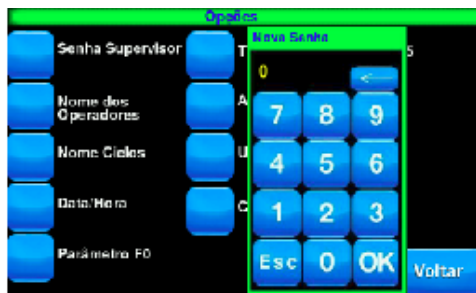 Opções
Senha Supervisor
T
5
Nome dos
Operadores
A
Nome Ciclos
U
Data/Hora
C
Parâmetro F0
Nova Senha
0
←
7 8 9
4 5 6
1 2 3
Esc 0 OK
Voltar